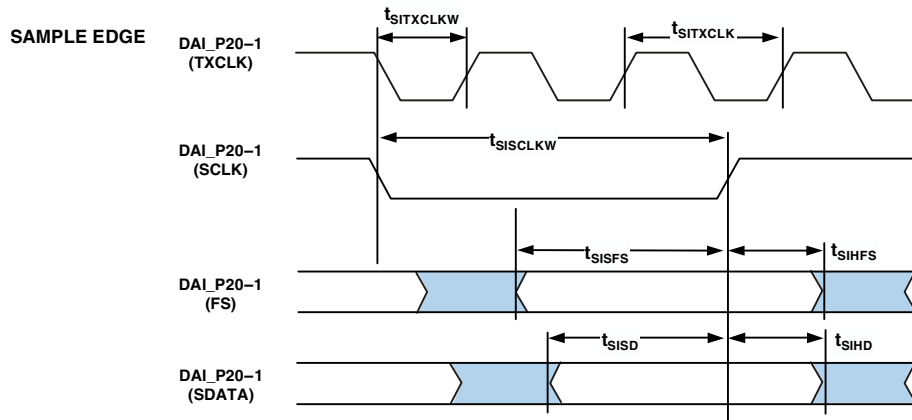 SAMPLE EDGE
DAI_P20–1
(TXCLK)
tSITXCLKW
tSITXCLK
DAI_P20–1
(SCLK)
tSISCLKW
DAI_P20–1
(FS)
tSISFS
tSIHFS
DAI_P20–1
(SDATA)
tSISD
tSIHD